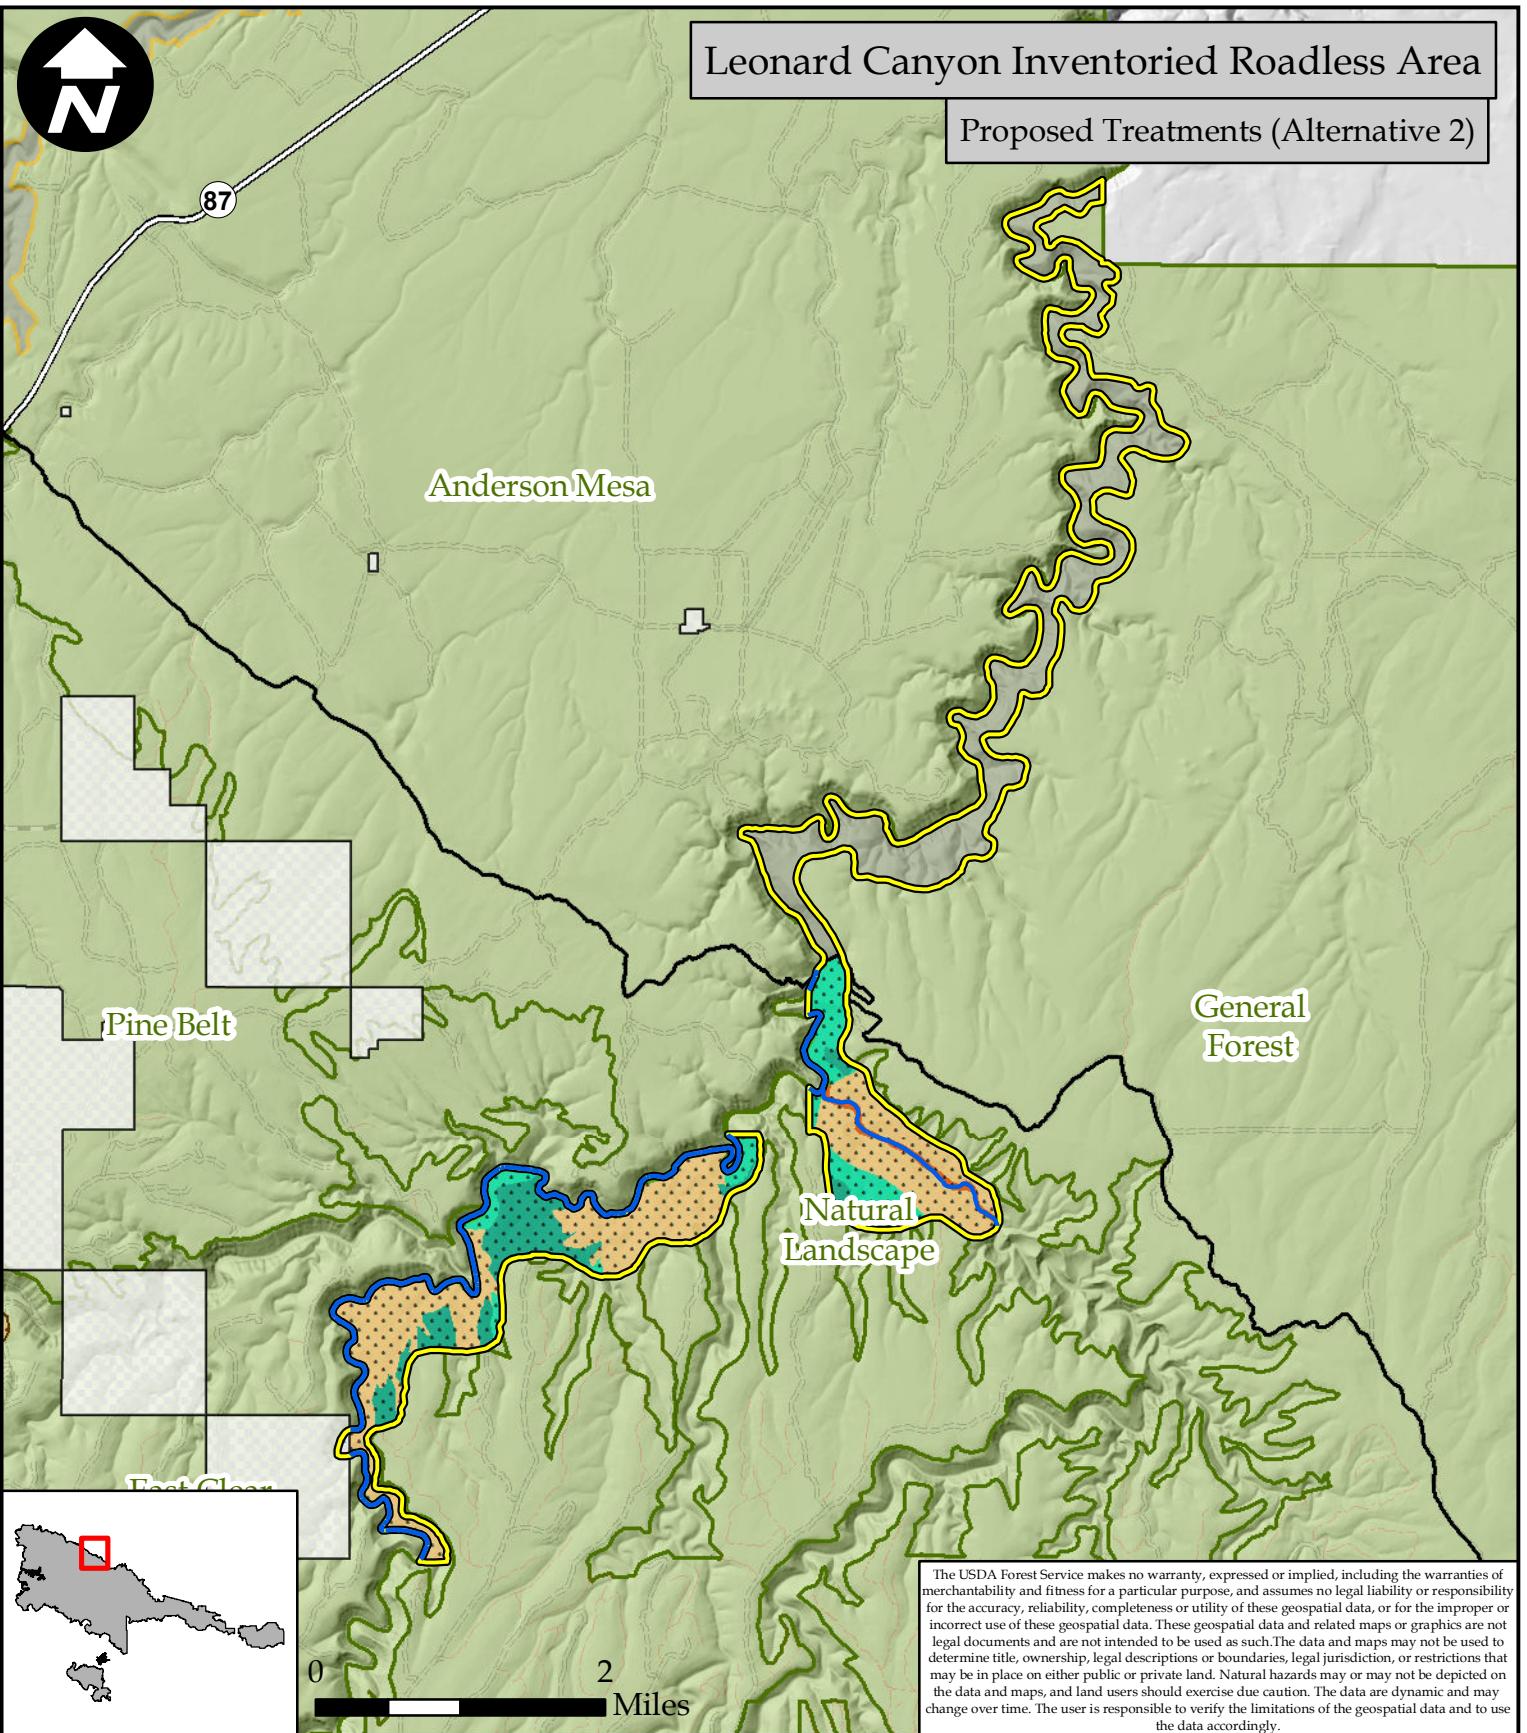 N
Leonard Canyon Inventoried Roadless Area
Proposed Treatments (Alternative 2)
87
Anderson Mesa
Pine Belt
General
Forest
Natural
Landscape
East Clear
0 2
Miles
The USDA Forest Service makes no warranty, expressed or implied, including the warranties of
merchantability and fitness for a particular purpose, and assumes no legal liability or responsibility
for the accuracy, reliability, completeness or utility of these geospatial data, or for the improper or
incorrect use of these geospatial data. These geospatial data and related maps or graphics are not
legal documents and are not intended to be used as such.The data and maps may not be used to
determine title, ownership, legal descriptions or boundaries, legal jurisdiction, or restrictions that
may be in place on either public or private land. Natural hazards may or may not be depicted on
the data and maps, and land users should exercise due caution. The data are dynamic and may
change over time. The user is responsible to verify the limitations of the geospatial data and to use
the data accordingly.